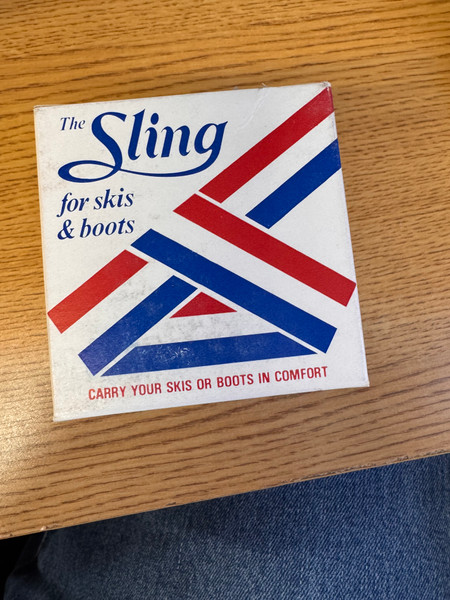 The Sling
for skis
& boots
CARRY YOUR SKIS OR BOOTS IN COMFORT